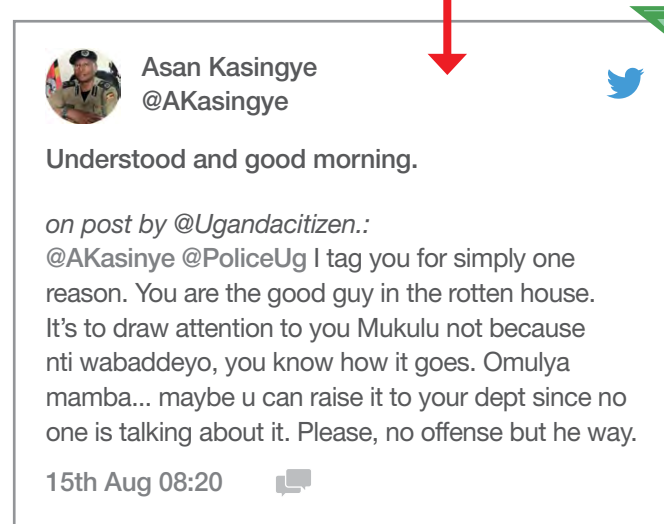 Asan Kasingye
@AKasingye
Understood and good morning.
on post by @Ugandacitizen.:
@AKasinye @PoliceUg I tag you for simply one
reason. You are the good guy in the rotten house.
It’s to draw attention to you Mukulu not because
nti wabaddeyo, you know how it goes. Omulya
mamba... maybe u can raise it to your dept since no
one is talking about it. Please, no offense but he way.
15th Aug 08:20